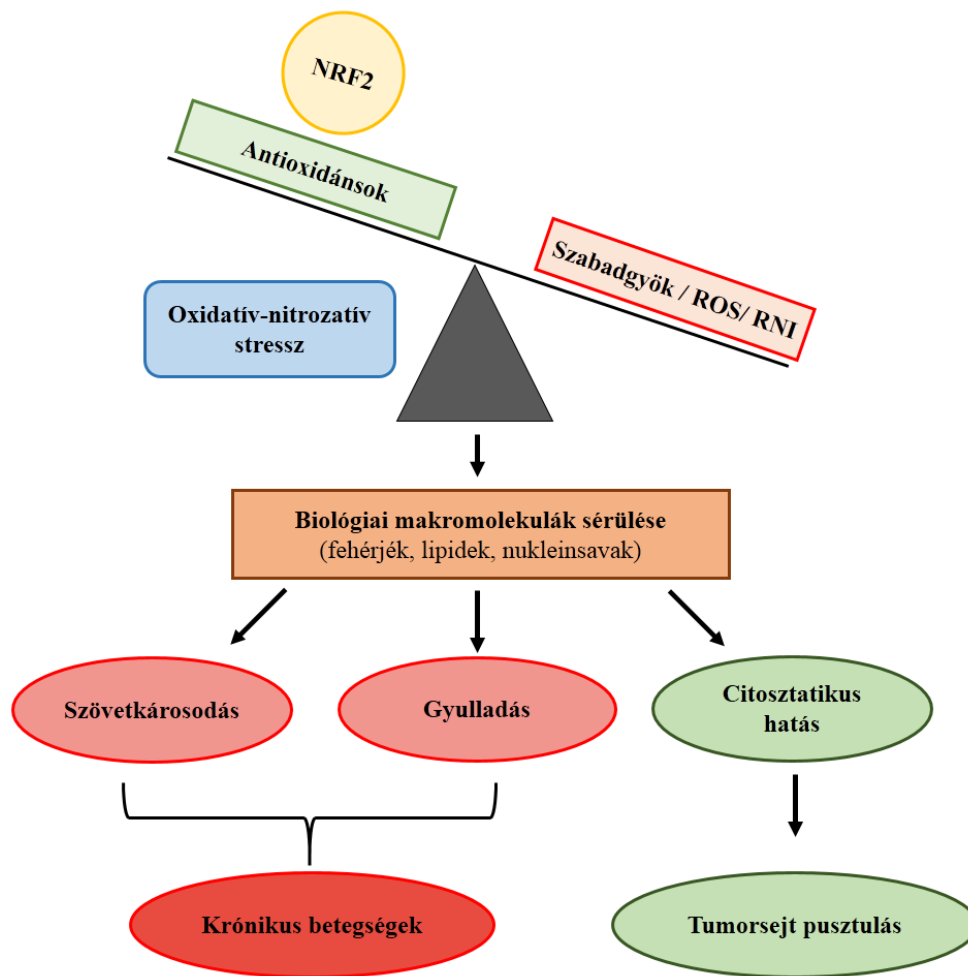 NRF2
Antioxidánsok
Szabadgyök / ROS/ RNI
Oxidatív-nitrozatív
stressz
Biológiai makromolekulák sérülése
(fehérjék, lipidek, nukleinsavak)
Szövetkárosodás
Gyulladás
Citosztatikus
hatás
Krónikus betegségek
Tumorsejt pusztulás